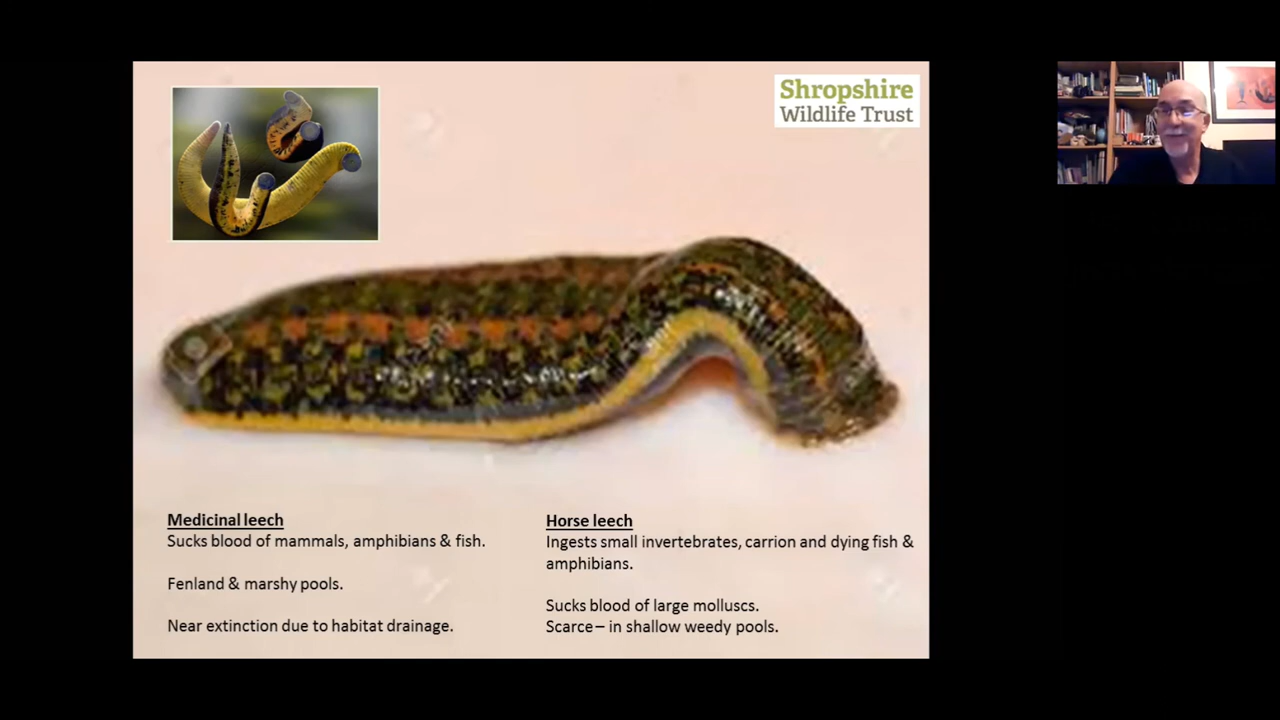 Shropshire
Wildlife Trust
Medicinal leech
Sucks blood of mammals, amphibians & fish.
Fenland & marshy pools.
Near extinction due to habitat drainage.
Horse leech
Ingests small invertebrates, carrion and dying fish &
amphibians.
Sucks blood of large molluscs.
Scarce – in shallow weedy pools.